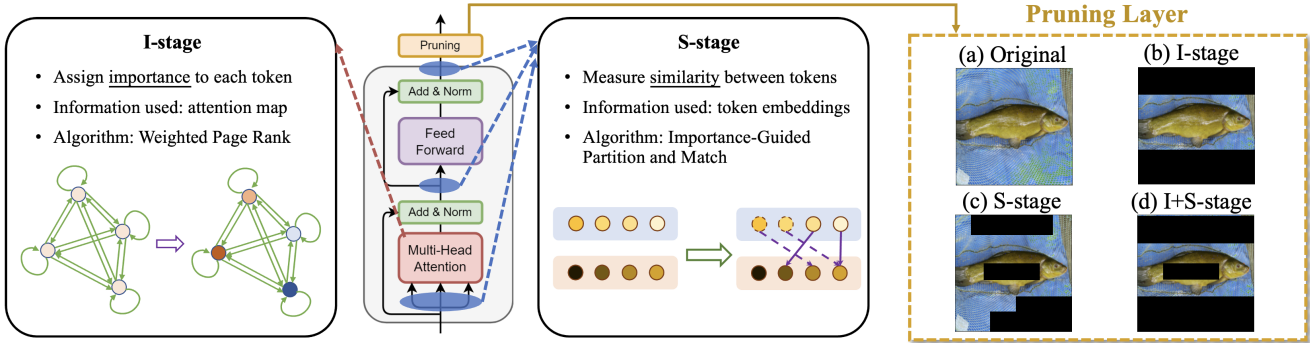 I-stage
• Assign importance to each token
• Information used: attention map
• Algorithm: Weighted Page Rank
Pruning
Add & Norm
Feed
Forward
Add & Norm
Multi-Head
Attention
S-stage
• Measure similarity between tokens
• Information used: token embeddings
• Algorithm: Importance-Guided
Partition and Match
Pruning Layer
(a) Original
(b) I-stage
(c) S-stage
(d) I+S-stage